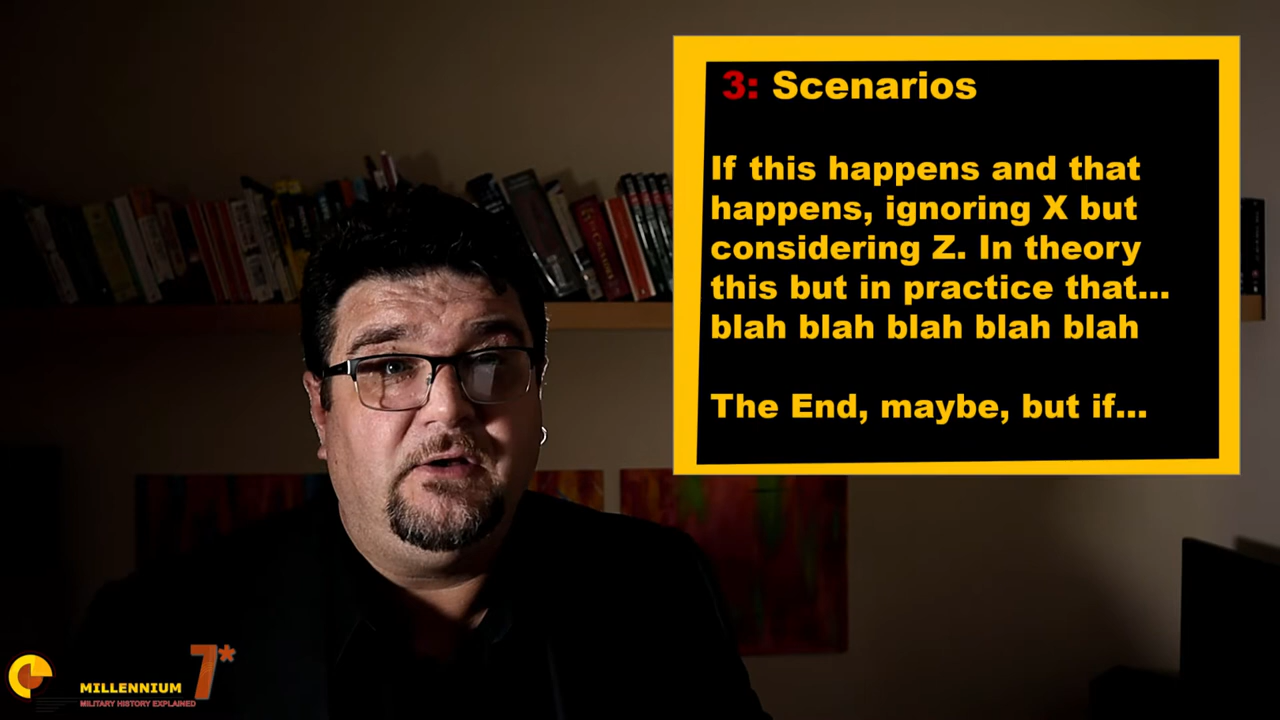 3: Scenarios
If this happens and that
happens, ignoring X but
considering Z. In theory
this but in practice that...
blah blah blah blah blah
The End, maybe, but if...
7*
MILLENNIUM
MILITARY HISTORY EXPLAINED